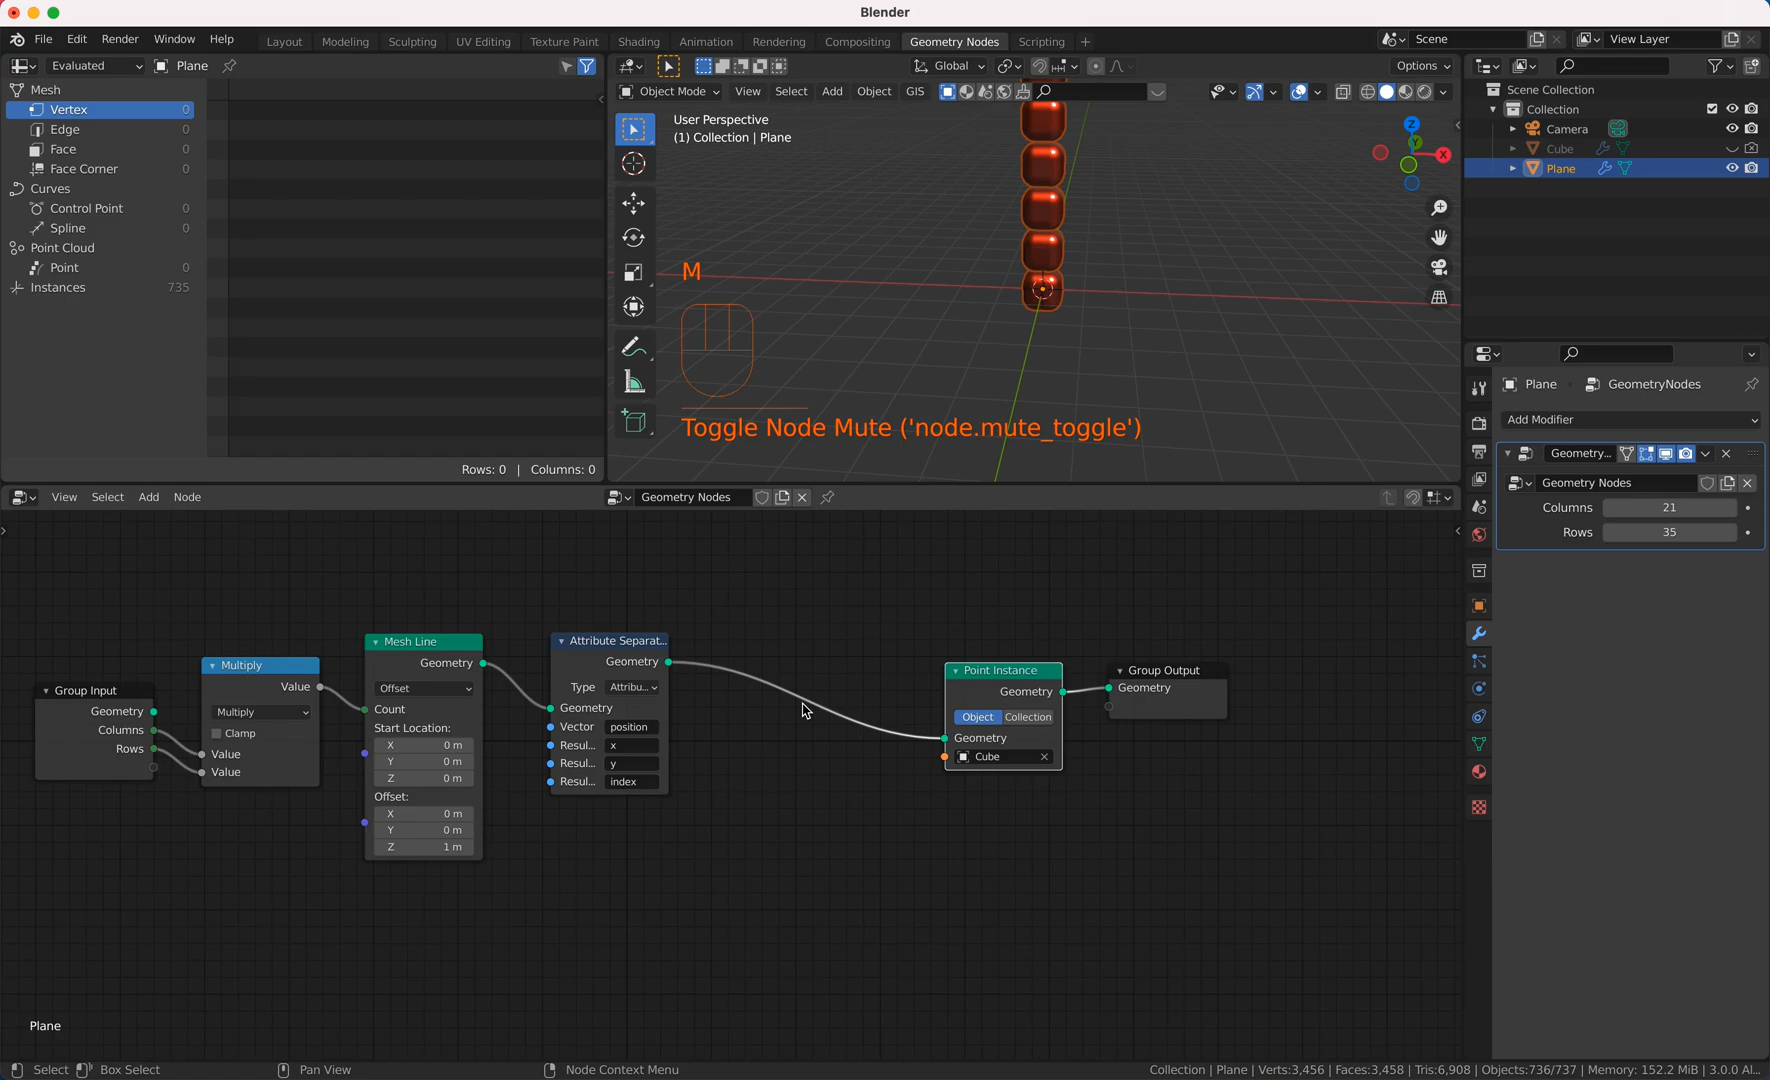 Blender
File Edit Render Window Help Layout Modeling Sculpting UV Editing Texture Paint Shading Animation Rendering Compositing Geometry Nodes Scripting + Scene View Layer
Evaluated Plane
Mesh
Vertex 0
Edge 0
Face 0
Face Corner 0
Curves
Control Point 0
Spline 0
Point Cloud
Point 0
Instances 735
Rows: 0 | Columns: 0
Global Options
Object Mode View Select Add Object GIS
User Perspective
(1) Collection | Plane
X
Y
Z
M
Toggle Node Mute ('node.mute_toggle')
Scene Collection
Collection
Camera
Cube
Plane
Plane GeometryNodes
Add Modifier
Geometry...
Geometry Nodes
Columns 21
Rows 35
View Select Add Node Geometry Nodes
Group Input
Geometry
Columns
Rows
Multiply
Value
Multiply
Clamp
Value
Value
Mesh Line
Geometry
Offset
Count
Start Location:
X 0 m
Y 0 m
Z 0 m
Offset:
X 0 m
Y 0 m
Z 1 m
Attribute Separat...
Geometry
Type Attribu...
Geometry
Vector position
Resul... x
Resul... y
Resul... index
Point Instance
Geometry
Object Collection
Geometry
Cube
Group Output
Geometry
Plane
Select Box Select Pan View Node Context Menu Collection | Plane | Verts:3,456 | Faces:3,458 | Tris:6,908 | Objects:736/737 | Memory: 152.2 MiB | 3.0.0 Al...